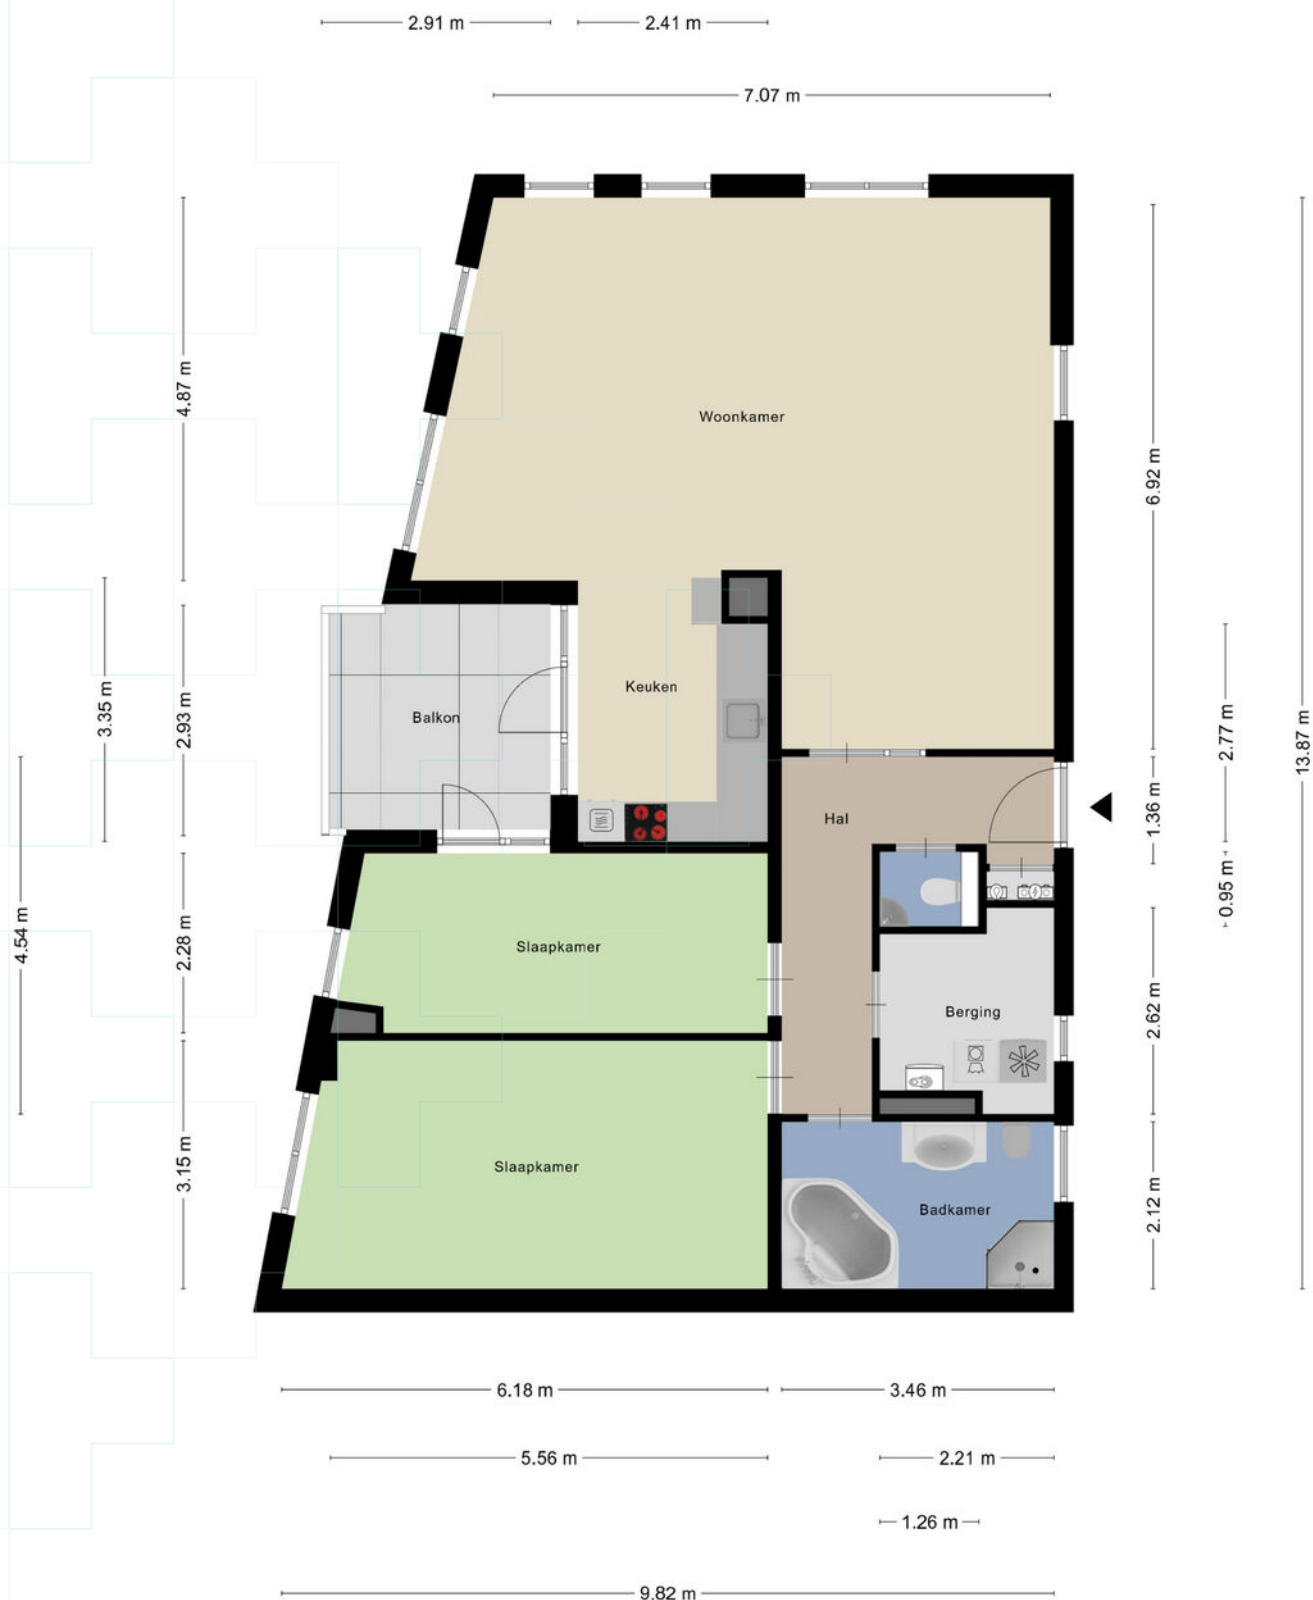 2.91 m
2.41 m
7.07 m
4.87 m
Woonkamer
6.92 m
3.35 m
2.93 m
Balkon
Keuken
2.77 m
13.87 m
Hal
1.36 m
0.95 m
4.54 m
2.28 m
Slaapkamer
Berging
2.62 m
3.15 m
Slaapkamer
Badkamer
2.12 m
6.18 m
3.46 m
5.56 m
2.21 m
1.26 m
9.82 m